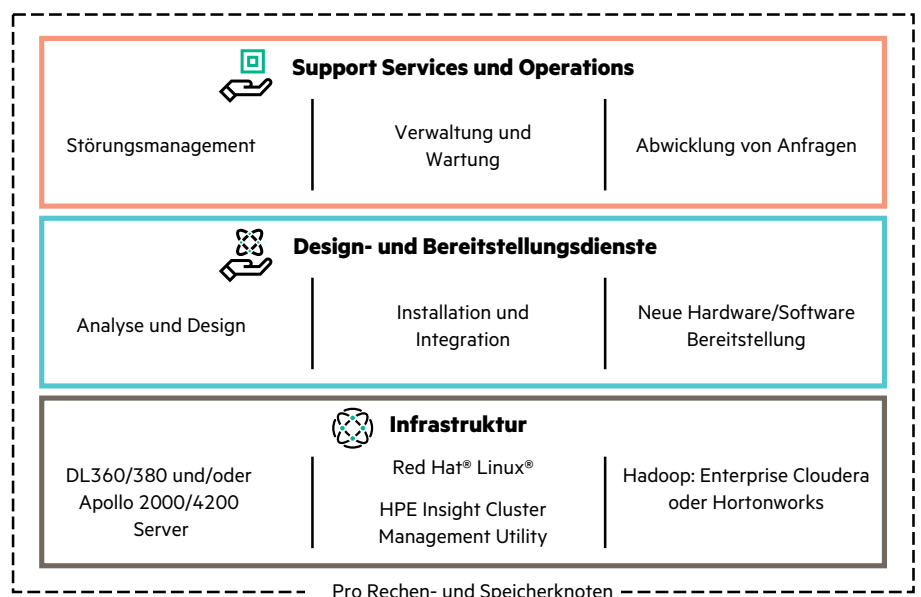 Support Services und Operations
Störungsmanagement
Verwaltung und
Wartung
Abwicklung von Anfragen
Design- und Bereitstellungsdienste
Analyse und Design
Installation und
Integration
Neue Hardware/Software
Bereitstellung
Infrastruktur
DL360/380 und/oder
Apollo 2000/4200
Server
Red Hat® Linux®
HPE Insight Cluster
Management Utility
Hadoop: Enterprise Cloudera
oder Hortonworks
Pro Rechen- und Speicherknoten